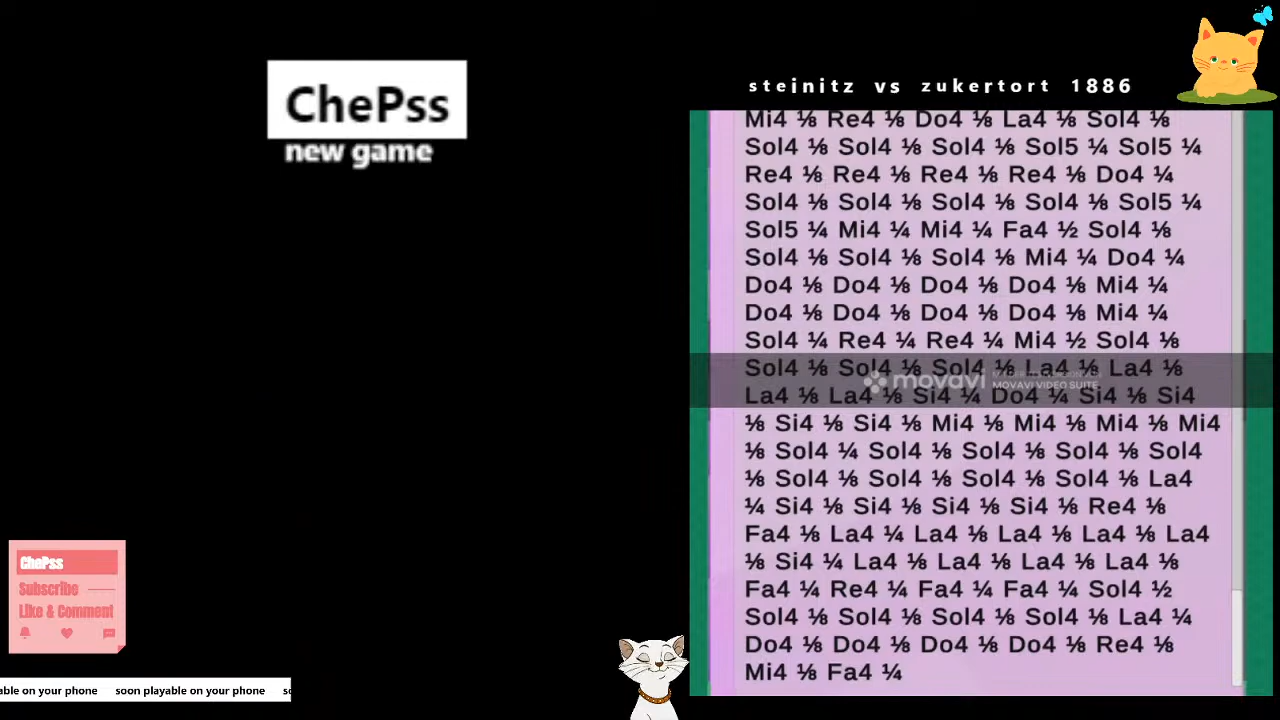 ChePss
new game
steinitz vs zukertort 1886
Mi4 ⅛ Re4 ⅛ Do4 ⅛ La4 ⅛ Sol4 ⅛
Sol4 ⅛ Sol4 ⅛ Sol4 ⅛ Sol5 ¼ Sol5 ¼
Re4 ⅛ Re4 ⅛ Re4 ⅛ Re4 ⅛ Do4 ¼
Sol4 ⅛ Sol4 ⅛ Sol4 ⅛ Sol4 ⅛ Sol5 ¼
Sol5 ¼ Mi4 ¼ Mi4 ¼ Fa4 ½ Sol4 ⅛
Sol4 ⅛ Sol4 ⅛ Sol4 ⅛ Mi4 ¼ Do4 ¼
Do4 ⅛ Do4 ⅛ Do4 ⅛ Do4 ⅛ Mi4 ¼
Do4 ⅛ Do4 ⅛ Do4 ⅛ Do4 ⅛ Mi4 ¼
Sol4 ¼ Re4 ¼ Re4 ¼ Mi4 ½ Sol4 ⅛
Sol4 ⅛ Sol4 ⅛ Sol4 ⅛ La4 ⅛ La4 ⅛
La4 ⅛ La4 ⅛ Si4 ¼ Do4 ¼ Si4 ⅛ Si4
⅛ Si4 ⅛ Si4 ⅛ Mi4 ⅛ Mi4 ⅛ Mi4 ⅛ Mi4
⅛ Sol4 ¼ Sol4 ⅛ Sol4 ⅛ Sol4 ⅛ Sol4
⅛ Sol4 ⅛ Sol4 ⅛ Sol4 ⅛ Sol4 ⅛ La4
¼ Si4 ⅛ Si4 ⅛ Si4 ⅛ Si4 ⅛ Re4 ⅛
Fa4 ⅛ La4 ¼ La4 ⅛ La4 ⅛ La4 ⅛ La4
⅛ Si4 ¼ La4 ⅛ La4 ⅛ La4 ⅛ La4 ⅛
Fa4 ¼ Re4 ¼ Fa4 ¼ Fa4 ¼ Sol4 ½
Sol4 ⅛ Sol4 ⅛ Sol4 ⅛ Sol4 ⅛ La4 ¼
Do4 ⅛ Do4 ⅛ Do4 ⅛ Do4 ⅛ Re4 ⅛
Mi4 ⅛ Fa4 ¼
movavi
MOVAVI VIDEO SUITE
ChePss
Subscribe
Like & Comment
able on your phone soon playable on your phone